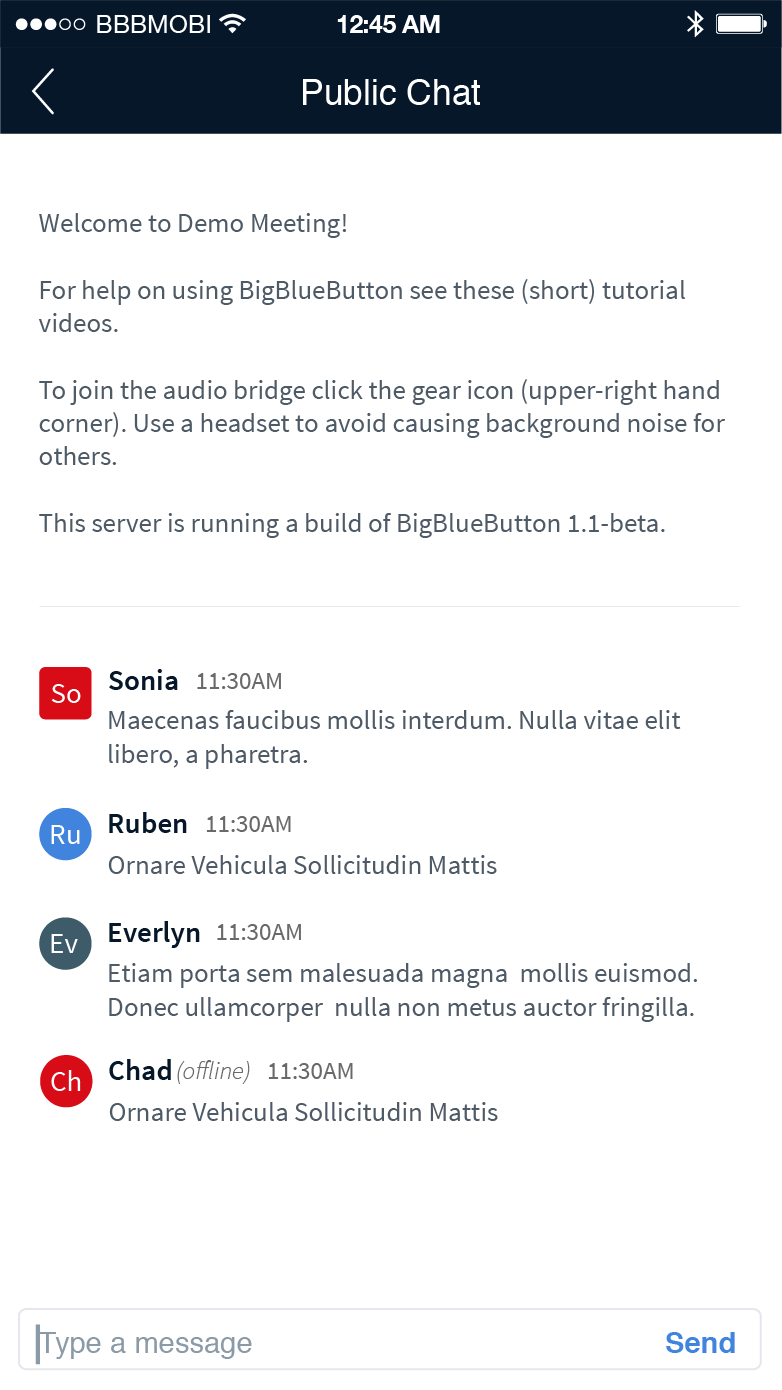 BBBMOBI 12:45 AM
Public Chat
Welcome to Demo Meeting!
For help on using BigBlueButton see these (short) tutorial
videos.
To join the audio bridge click the gear icon (upper-right hand
corner). Use a headset to avoid causing background noise for
others.
This server is running a build of BigBlueButton 1.1-beta.
So Sonia 11:30AM
Maecenas faucibus mollis interdum. Nulla vitae elit
libero, a pharetra.
Ru Ruben 11:30AM
Ornare Vehicula Sollicitudin Mattis
Ev Everlyn 11:30AM
Etiam porta sem malesuada magna  mollis euismod.
Donec ullamcorper  nulla non metus auctor fringilla.
Ch Chad (offline) 11:30AM
Ornare Vehicula Sollicitudin Mattis
Type a message Send